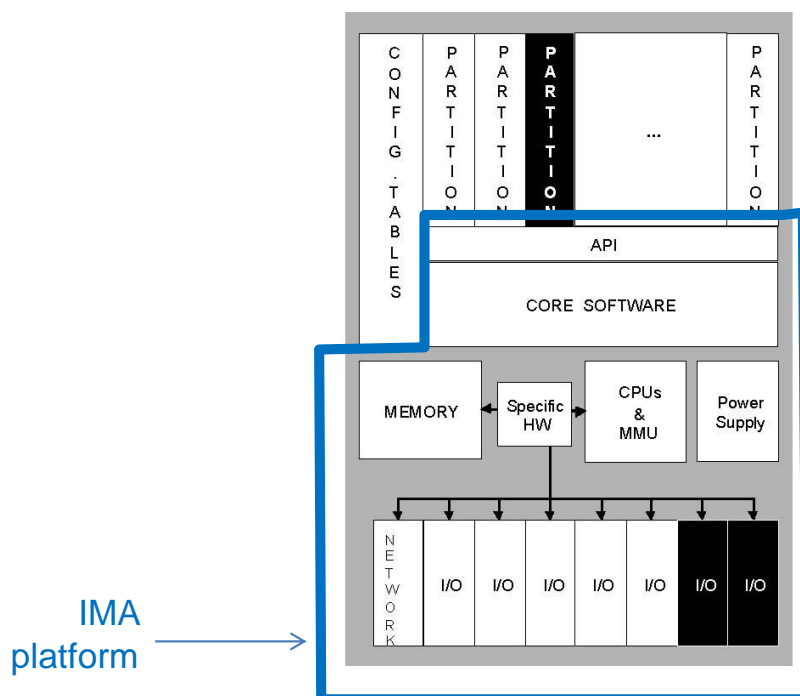 CONFIG.TABLES
PARTITION
PARTITION
PARTITION
...
PARTITION
API
CORE SOFTWARE
MEMORY
Specific
HW
CPUs
&
MMU
Power
Supply
NETWORK
I/O
I/O
I/O
I/O
I/O
I/O
I/O
IMA
platform